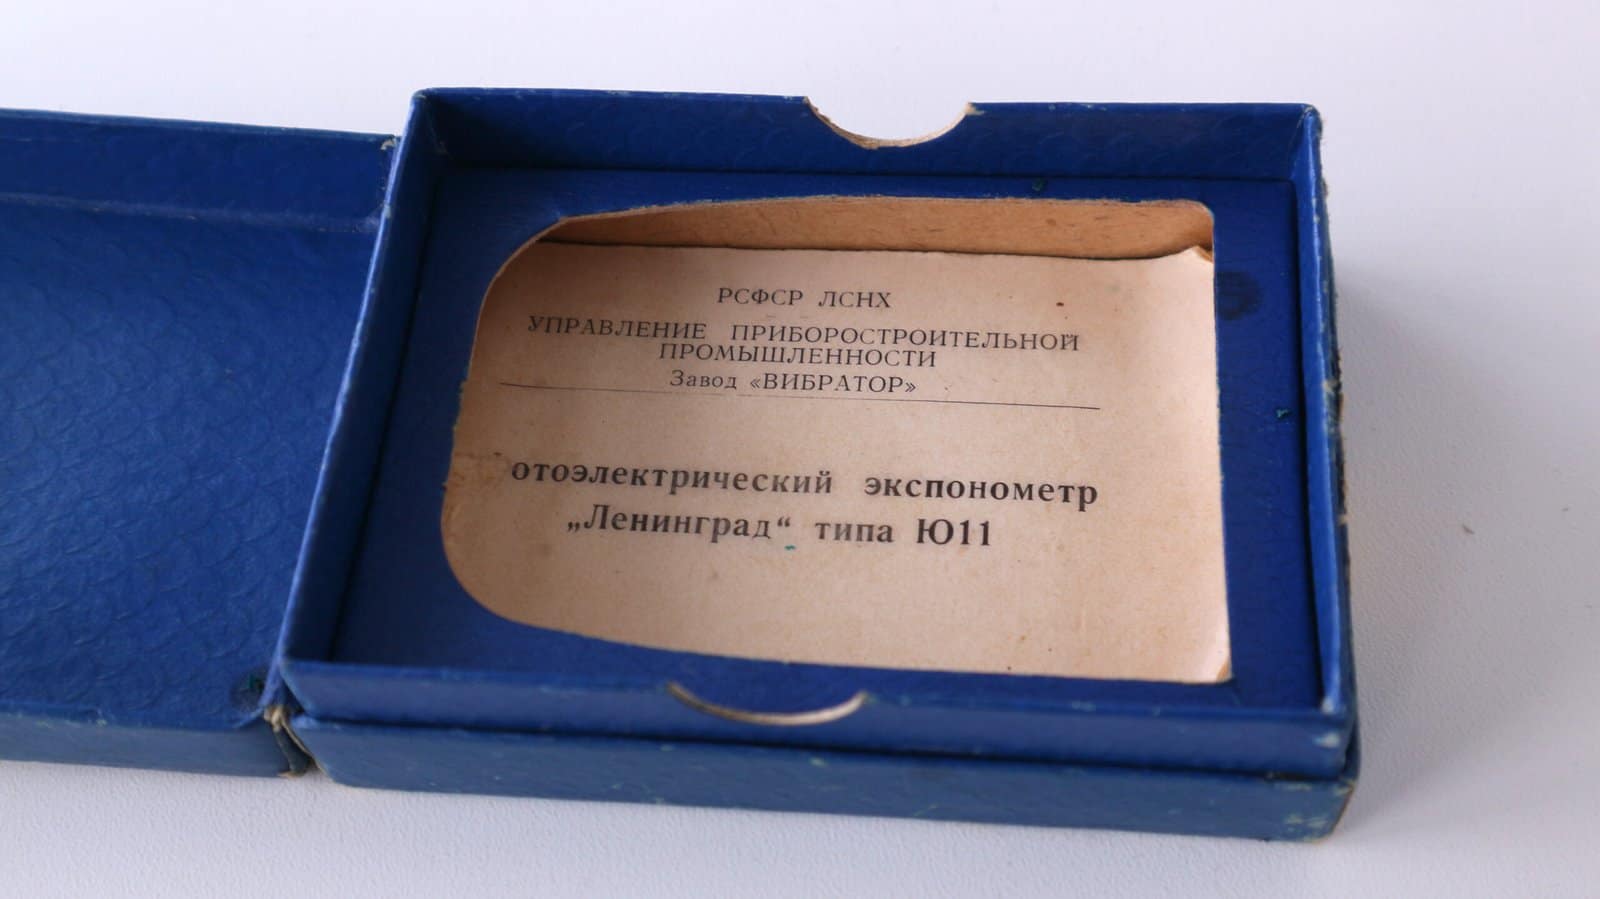 РСФСР ЛСНХ
УПРАВЛЕНИЕ ПРИБОРОСТРОИТЕЛЬНОЙ
ПРОМЫШЛЕННОСТИ
Завод «ВИБРАТОР»
отоэлектрический экспонометр
„Ленинград“ типа Ю11